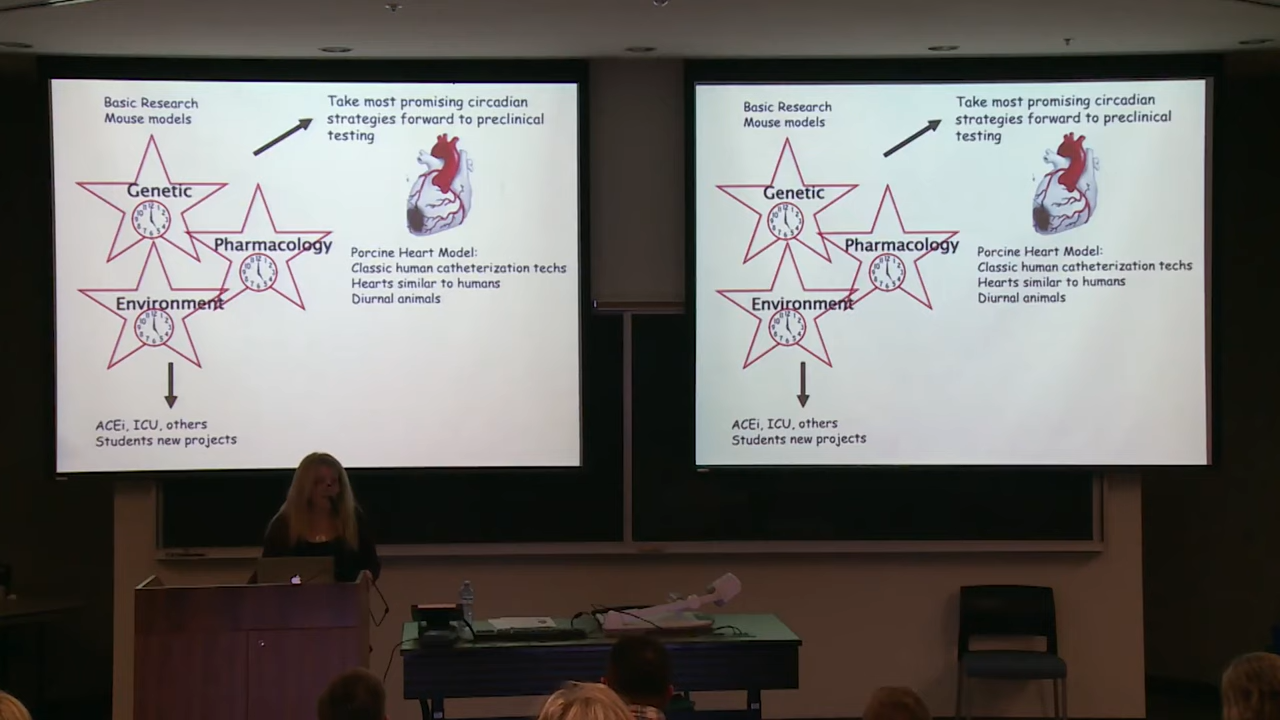 Basic Research
Mouse models
Take most promising circadian
strategies forward to preclinical
testing
Genetic
Pharmacology
Environment
Porcine Heart Model:
Classic human catheterization techs
Hearts similar to humans
Diurnal animals
ACEi, ICU, others
Students new projects
Basic Research
Mouse models
Take most promising circadian
strategies forward to preclinical
testing
Genetic
Pharmacology
Environment
Porcine Heart Model:
Classic human catheterization techs
Hearts similar to humans
Diurnal animals
ACEi, ICU, others
Students new projects